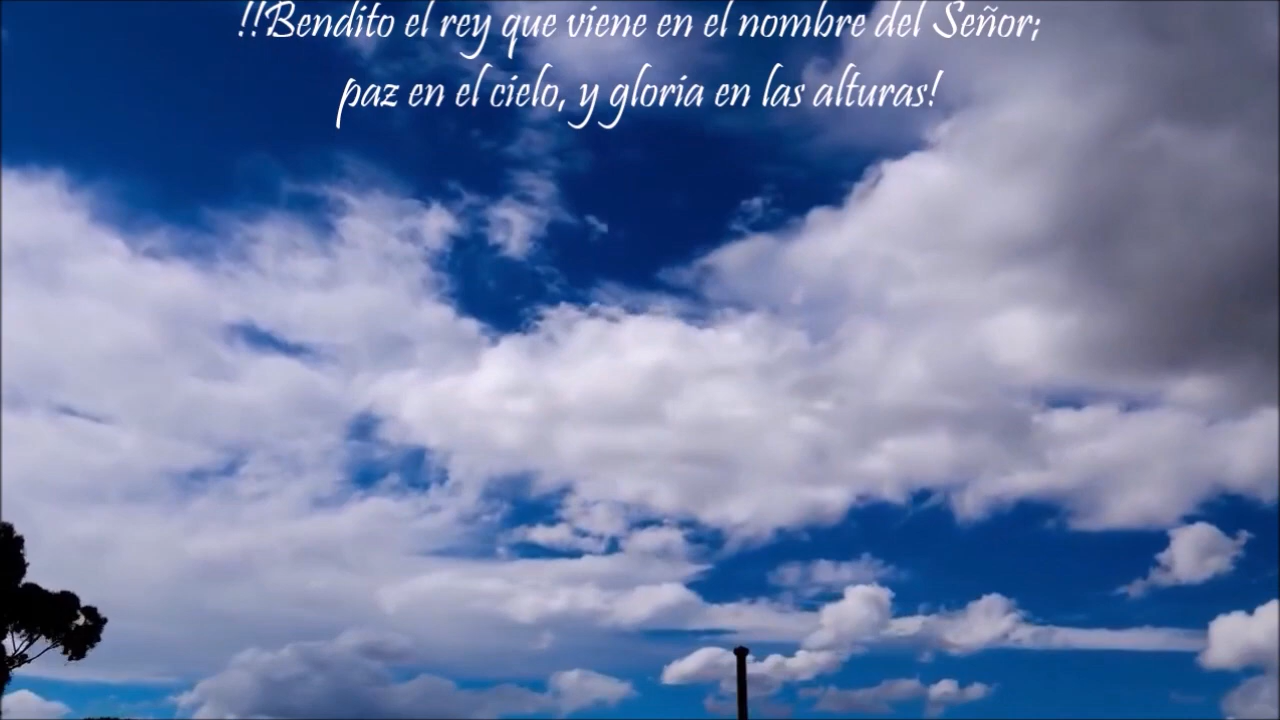 !!Bendito el rey que viene en el nombre del Señor;
paz en el cielo, y gloria en las alturas!